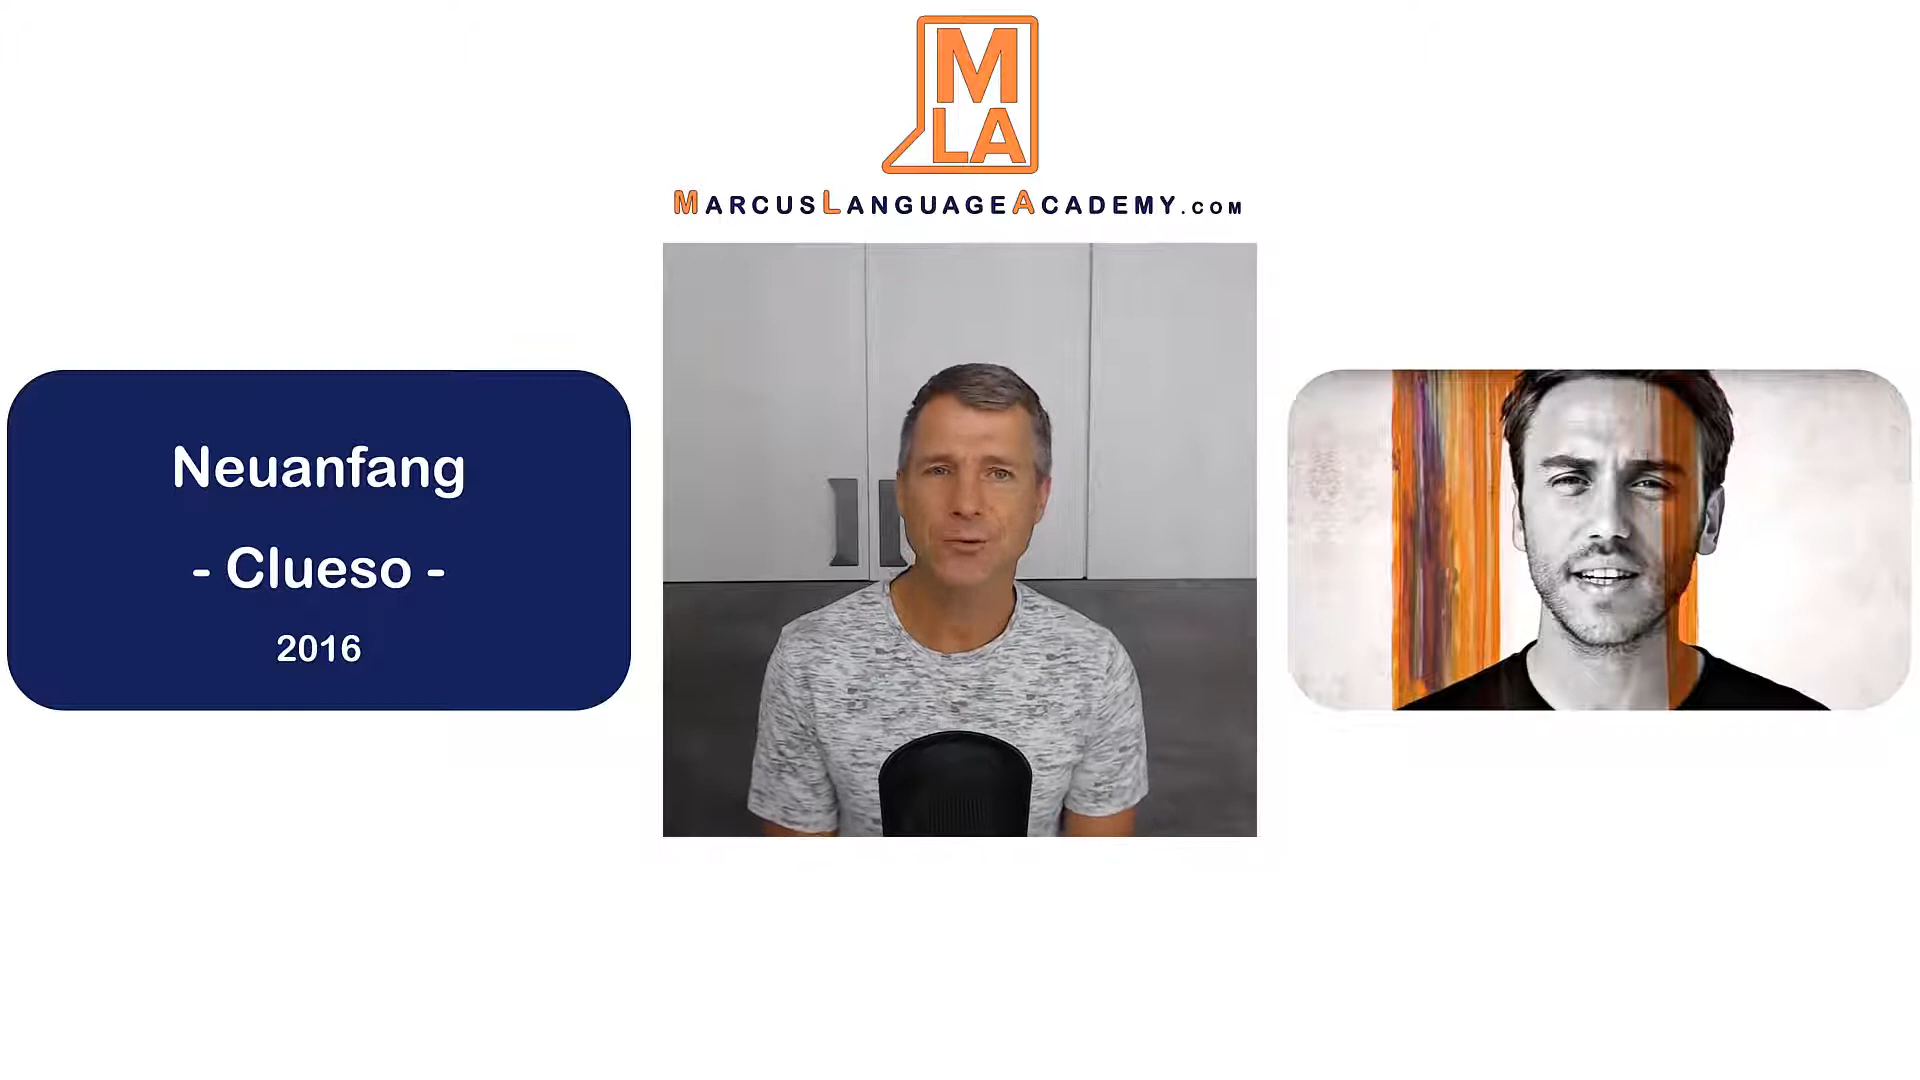 M
LA
MARCUSLANGUAGEACADEMY.COM
Neuanfang
- Clueso -
2016